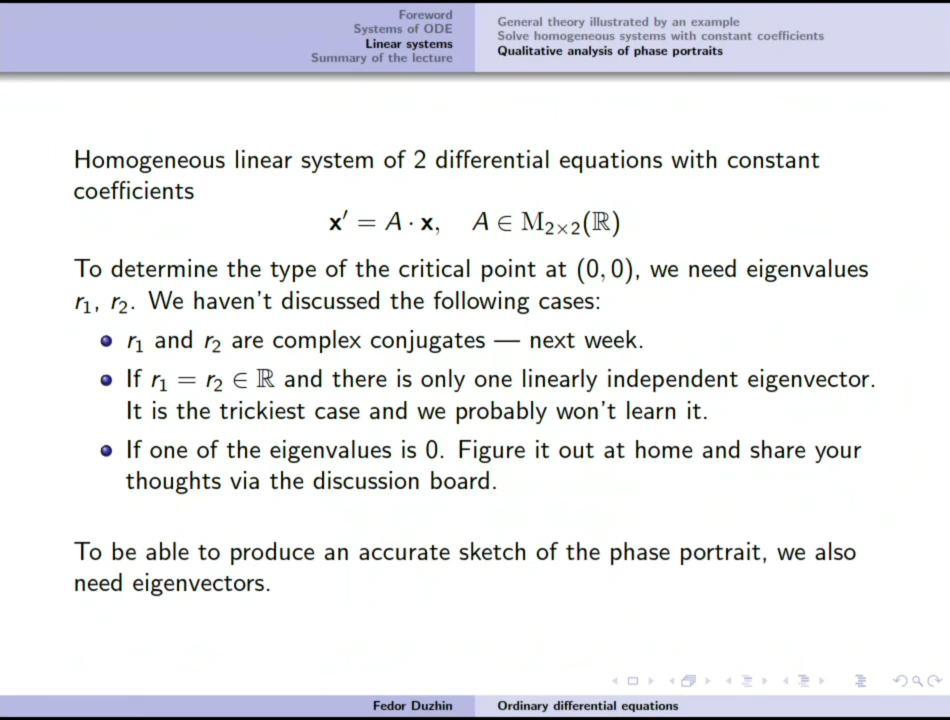 Foreword
Systems of ODE
Linear systems
Summary of the lecture
General theory illustrated by an example
Solve homogeneous systems with constant coefficients
Qualitative analysis of phase portraits
Homogeneous linear system of 2 differential equations with constant
coefficients
x′ = A · x, A ∈ M₂ₓ₂(ℝ)
To determine the type of the critical point at (0, 0), we need eigenvalues
r₁, r₂. We haven't discussed the following cases:
r₁ and r₂ are complex conjugates — next week.
If r₁ = r₂ ∈ ℝ and there is only one linearly independent eigenvector.
It is the trickiest case and we probably won't learn it.
If one of the eigenvalues is 0. Figure it out at home and share your
thoughts via the discussion board.
To be able to produce an accurate sketch of the phase portrait, we also
need eigenvectors.
Fedor Duzhin
Ordinary differential equations